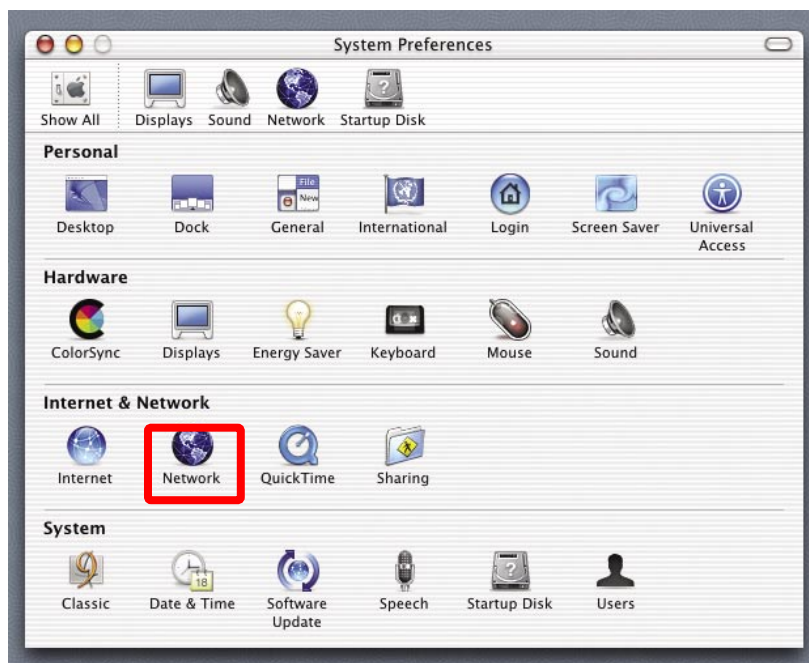 System Preferences
Show All Displays Sound Network Startup Disk
Personal
File
New
Desktop Dock General International Login Screen Saver Universal Access
Hardware
ColorSync Displays Energy Saver Keyboard Mouse Sound
Internet & Network
Internet Network QuickTime Sharing
System
18
Classic Date & Time Software Update Speech Startup Disk Users